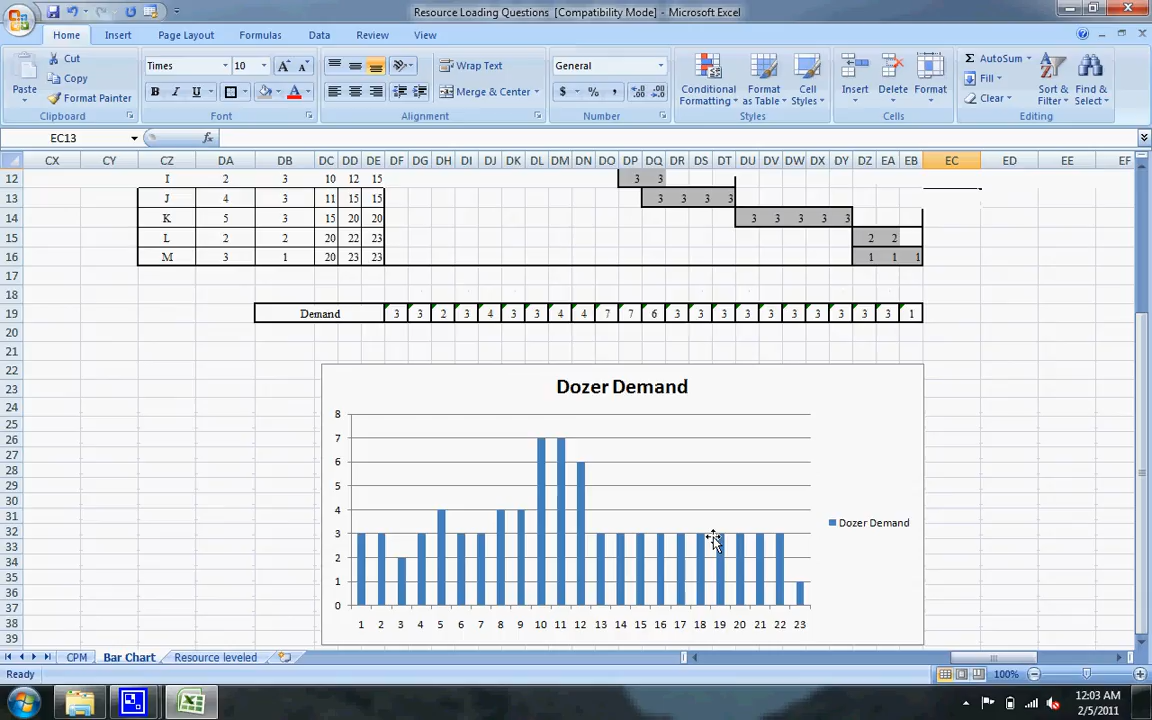 Resource Loading Questions [Compatibility Mode] - Microsoft Excel
Home Insert Page Layout Formulas Data Review View
Paste Cut Copy Format Painter Clipboard
Times 10 B I U A Font
Wrap Text Merge & Center Alignment
General $ % , Number
Conditional Formatting Format as Table Cell Styles Styles
Insert Delete Format Cells
AutoSum Fill Clear Sort & Filter Find & Select Editing
EC13 fx
CX CY CZ DA DB DC DD DE DF DG DH DI DJ DK DL DM DN DO DP DQ DR DS DT DU DV DW DX DY DZ EA EB EC ED EE EF
12 I 2 3 10 12 15 3 3
13 J 4 3 11 15 15 3 3 3 3
14 K 5 3 15 20 20 3 3 3 3 3
15 L 2 2 20 22 23 2 2
16 M 3 1 20 23 23 1 1 1
17
18
19 Demand 3 3 2 3 4 3 3 4 4 7 7 6 3 3 3 3 3 3 3 3 3 3 1
20
21
22
23 Dozer Demand
24
25 8
26 7
27
28 6
29 5
30
31 4
32 3 Dozer Demand
33
34 2
35 1
36
37 0
38 1 2 3 4 5 6 7 8 9 10 11 12 13 14 15 16 17 18 19 20 21 22 23
39
CPM Bar Chart Resource leveled
Ready 100%
12:03 AM
2/5/2011